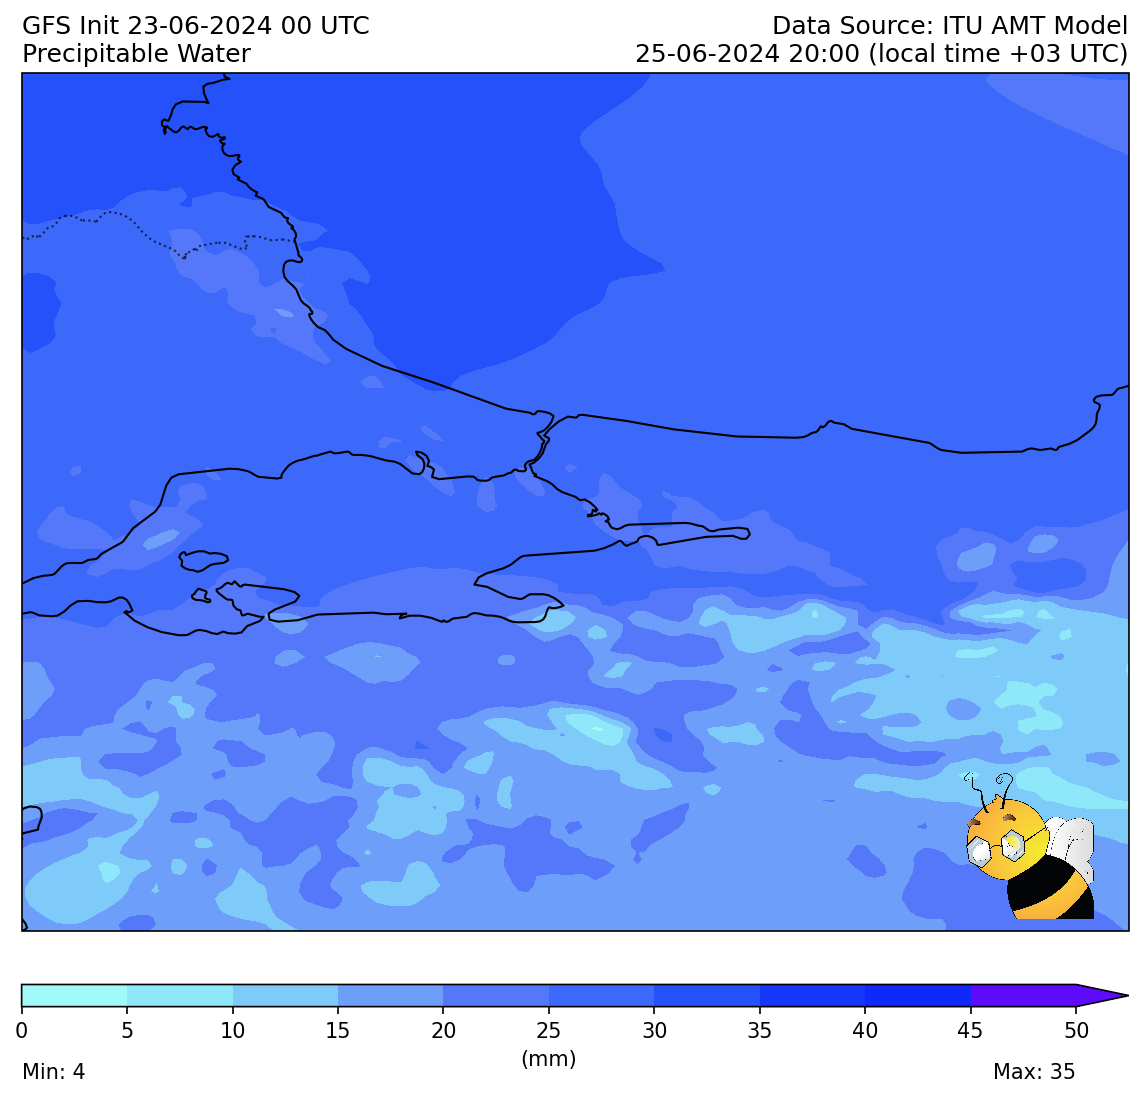 GFS Init 23-06-2024 00 UTC
Data Source: ITU AMT Model
Precipitable Water
25-06-2024 20:00 (local time +03 UTC)
0 5 10 15 20 25 30 35 40 45 50
(mm)
Min: 4
Max: 35